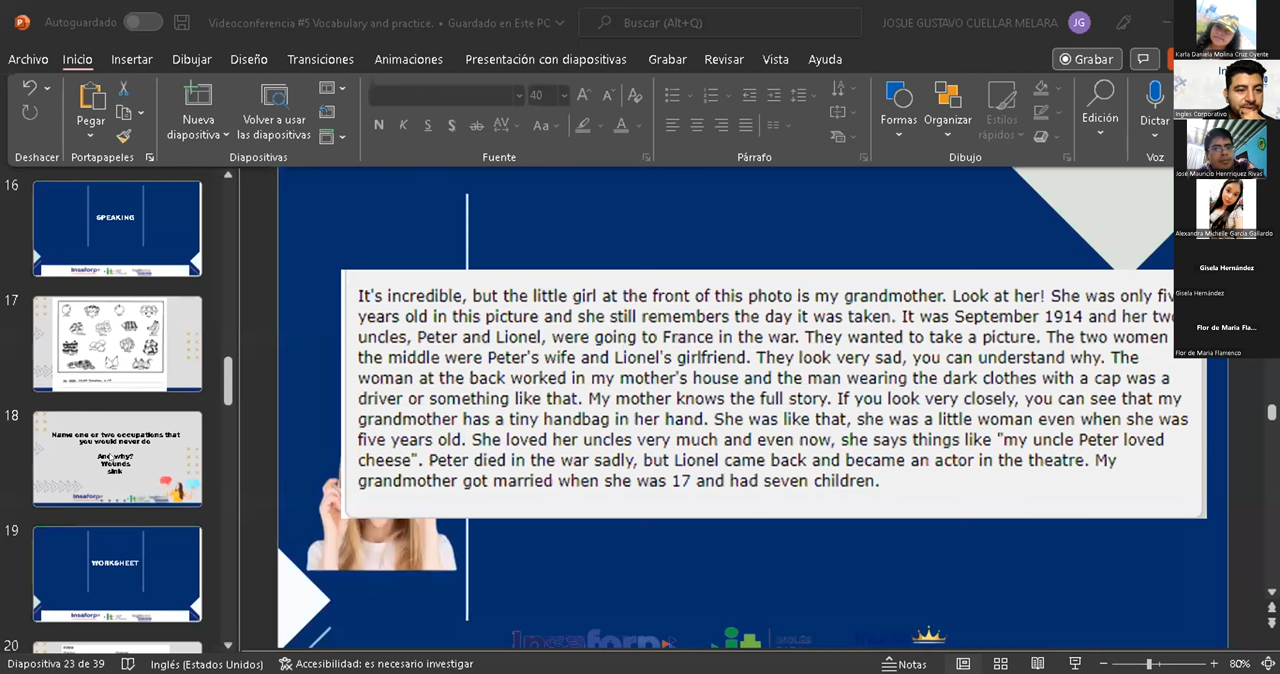 Autoguardado
Videoconferencia #5 Vocabulary and practice. • Guardado en Este PC
Buscar (Alt+Q)
JOSUE GUSTAVO CUELLAR MELARA
JG
Archivo Inicio Insertar Dibujar Diseño Transiciones Animaciones Presentación con diapositivas Grabar Revisar Vista Ayuda
Grabar
Pegar
Nueva diapositiva
Volver a usar las diapositivas
40
N K S S ab AV Aa A
Formas Organizar Estilos rápidos
Edición
Dictar
Deshacer Portapapeles Diapositivas Fuente Párrafo Dibujo Voz
Karla Daniela Molina Cruz Oyente
Ingles Corporativo
José Mauricio Henrriquez Rivas
Alexandra Michelle Garcia Gallardo
Gisela Hernández
Gisela Hernández
Flor de Maria Fla...
Flor de Maria Flamenco
16
SPEAKING
Insaforp
17
18
Name one or two occupations that
you would never do
And why?
Wounds
sink
Insaforp
19
WORKSHEET
Insaforp
20
It's incredible, but the little girl at the front of this photo is my grandmother. Look at her! She was only fiv
years old in this picture and she still remembers the day it was taken. It was September 1914 and her tw
uncles, Peter and Lionel, were going to France in the war. They wanted to take a picture. The two women
the middle were Peter's wife and Lionel's girlfriend. They look very sad, you can understand why. The
woman at the back worked in my mother's house and the man wearing the dark clothes with a cap was a
driver or something like that. My mother knows the full story. If you look very closely, you can see that my
grandmother has a tiny handbag in her hand. She was like that, she was a little woman even when she was
five years old. She loved her uncles very much and even now, she says things like "my uncle Peter loved
cheese". Peter died in the war sadly, but Lionel came back and became an actor in the theatre. My
grandmother got married when she was 17 and had seven children.
Insaforp it INGLÉS
Diapositiva 23 de 39 Inglés (Estados Unidos) Accesibilidad: es necesario investigar Notas 80%